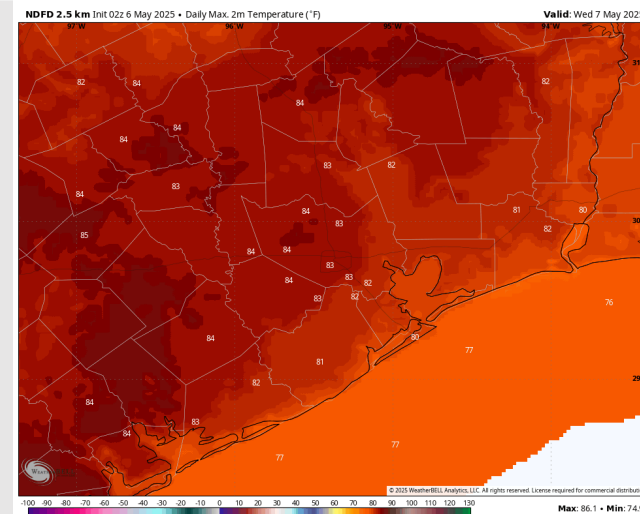 NDFD 2.5 km Init 02z 6 May 2025 • Daily Max. 2m Temperature (°F)
Valid: Wed 7 May 2025
97°W 96°W 95°W 94°W
31
82 84 82
84
84 84
83 82
84 83
84 81 80
30
83 82
85
84 84
83
84 83 82
83 82
76
84 80
77
81
29
82
84
83
84
77
77
© 2025 WeatherBELL Analytics, LLC. All rights reserved. License required for commercial distributi
-100 -90 -80 -70 -60 -50 -40 -30 -20 -10 0 10 20 30 40 50 60 70 80 90 100 110 120 130
Max: 86.1 • Min: 74.